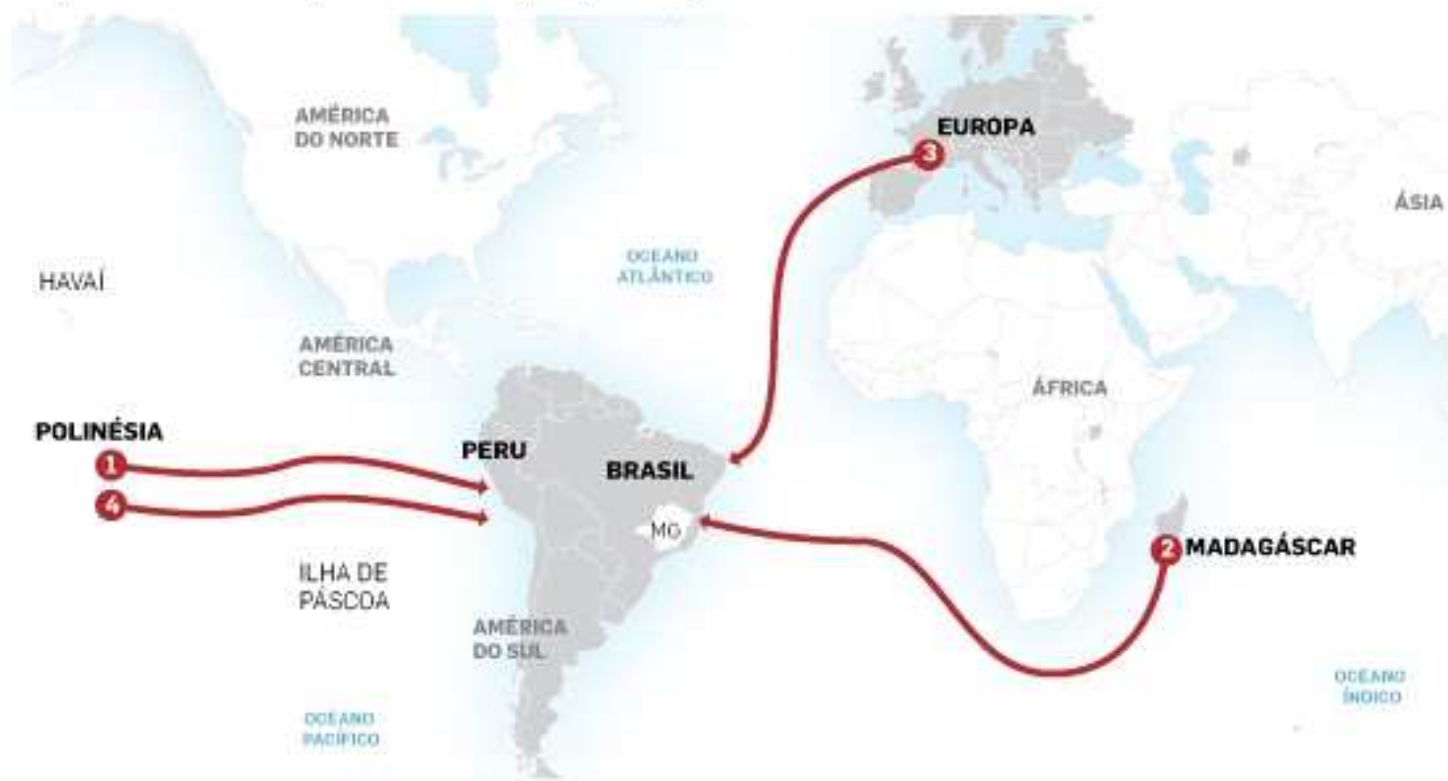 AMÉRICA
DO NORTE
EUROPA
3
ÁSIA
OCEANO
ATLÂNTICO
HAVAÍ
AMÉRICA
CENTRAL
ÁFRICA
POLINÉSIA
1
4
PERU
BRASIL
MG
2 MADAGÁSCAR
ILHA DE
PÁSCOA
AMÉRICA
DO SUL
OCEANO
ÍNDICO
OCEANO
PACÍFICO